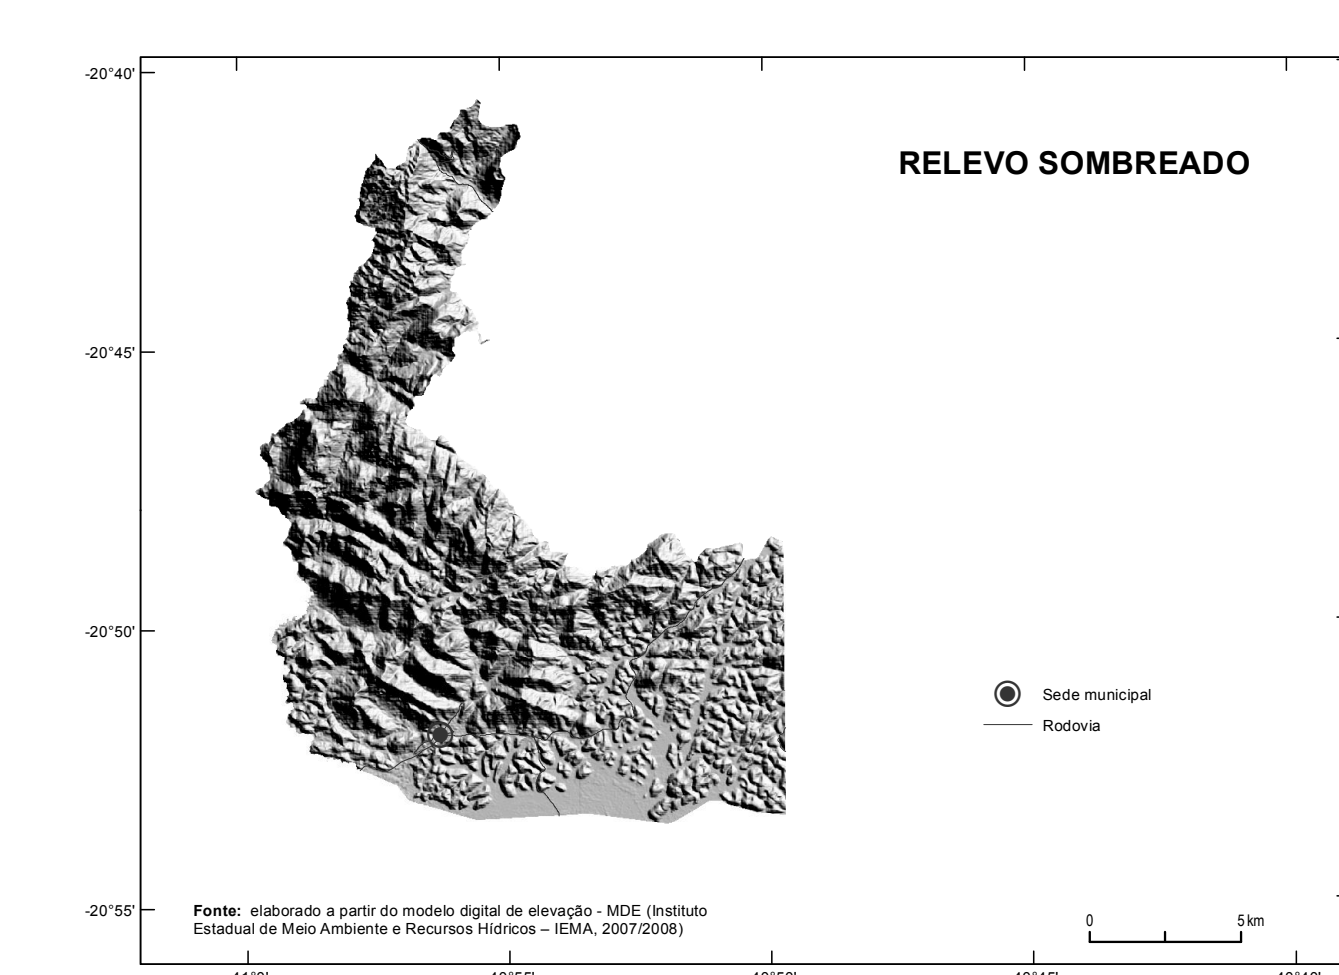 -20°40'
RELEVO SOMBREADO
-20°45'
-20°50'
Sede municipal
Rodovia
-20°55'
Fonte: elaborado a partir do modelo digital de elevação - MDE (Instituto
Estadual de Meio Ambiente e Recursos Hídricos – IEMA, 2007/2008)
0 5 km